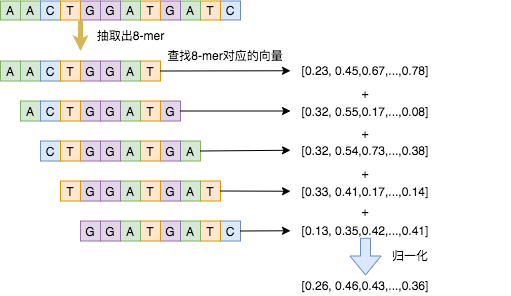 A A C T G G A T G A T C
抽取出8-mer
查找8-mer对应的向量
A A C T G G A T
[0.23, 0.45,0.67,...,0.78]
+
A C T G G A T G
[0.32, 0.55,0.17,...,0.08]
+
C T G G A T G A
[0.32, 0.54,0.73,...,0.38]
+
T G G A T G A T
[0.33, 0.41,0.17,...,0.14]
+
G G A T G A T C
[0.13, 0.35,0.42,...,0.41]
归一化
[0.26, 0.46,0.43,...,0.36]